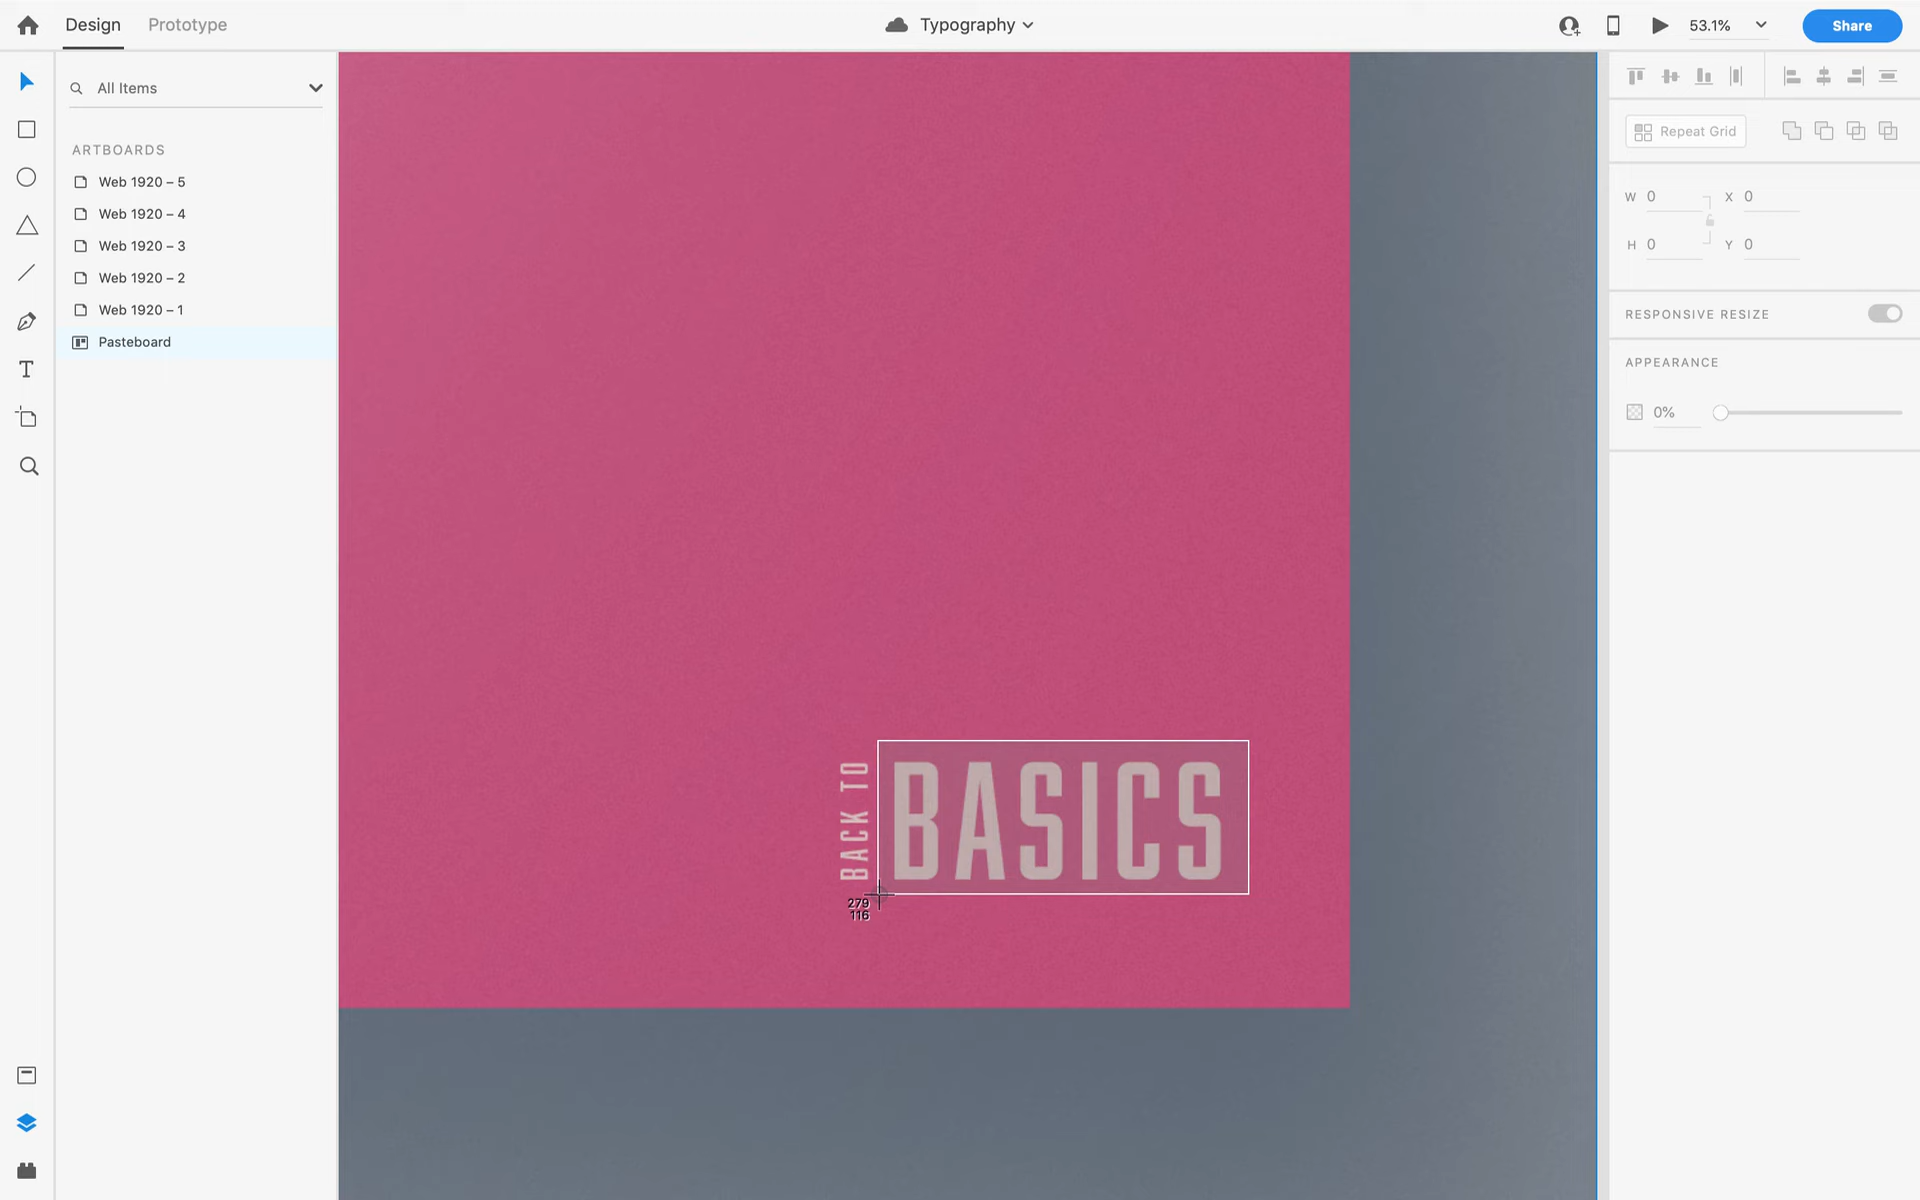 Design
Prototype
Typography
53.1%
Share
All Items
ARTBOARDS
Web 1920 – 5
Web 1920 – 4
Web 1920 – 3
Web 1920 – 2
Web 1920 – 1
Pasteboard
BACK TO
BASICS
279
116
Repeat Grid
W 0
X 0
H 0
Y 0
RESPONSIVE RESIZE
APPEARANCE
0%